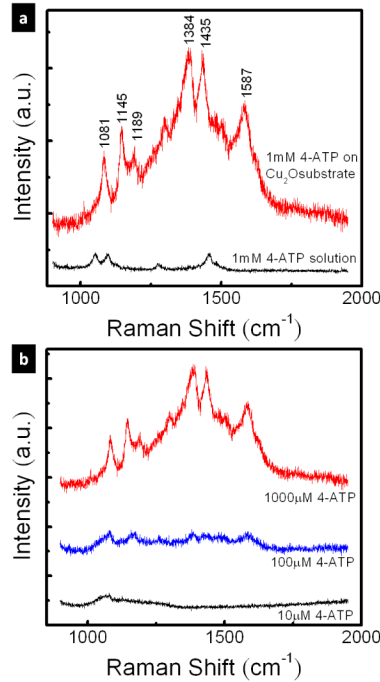 a
1081
1145
1189
1384
1435
1587
1mM 4-ATP on
Cu2Osubstrate
1mM 4-ATP solution
Intensity (a.u.)
1000
1500
2000
Raman Shift (cm-1)
b
1000μM 4-ATP
100μM 4-ATP
10μM 4-ATP
Intensity (a.u.)
1000
1500
2000
Raman Shift (cm-1)